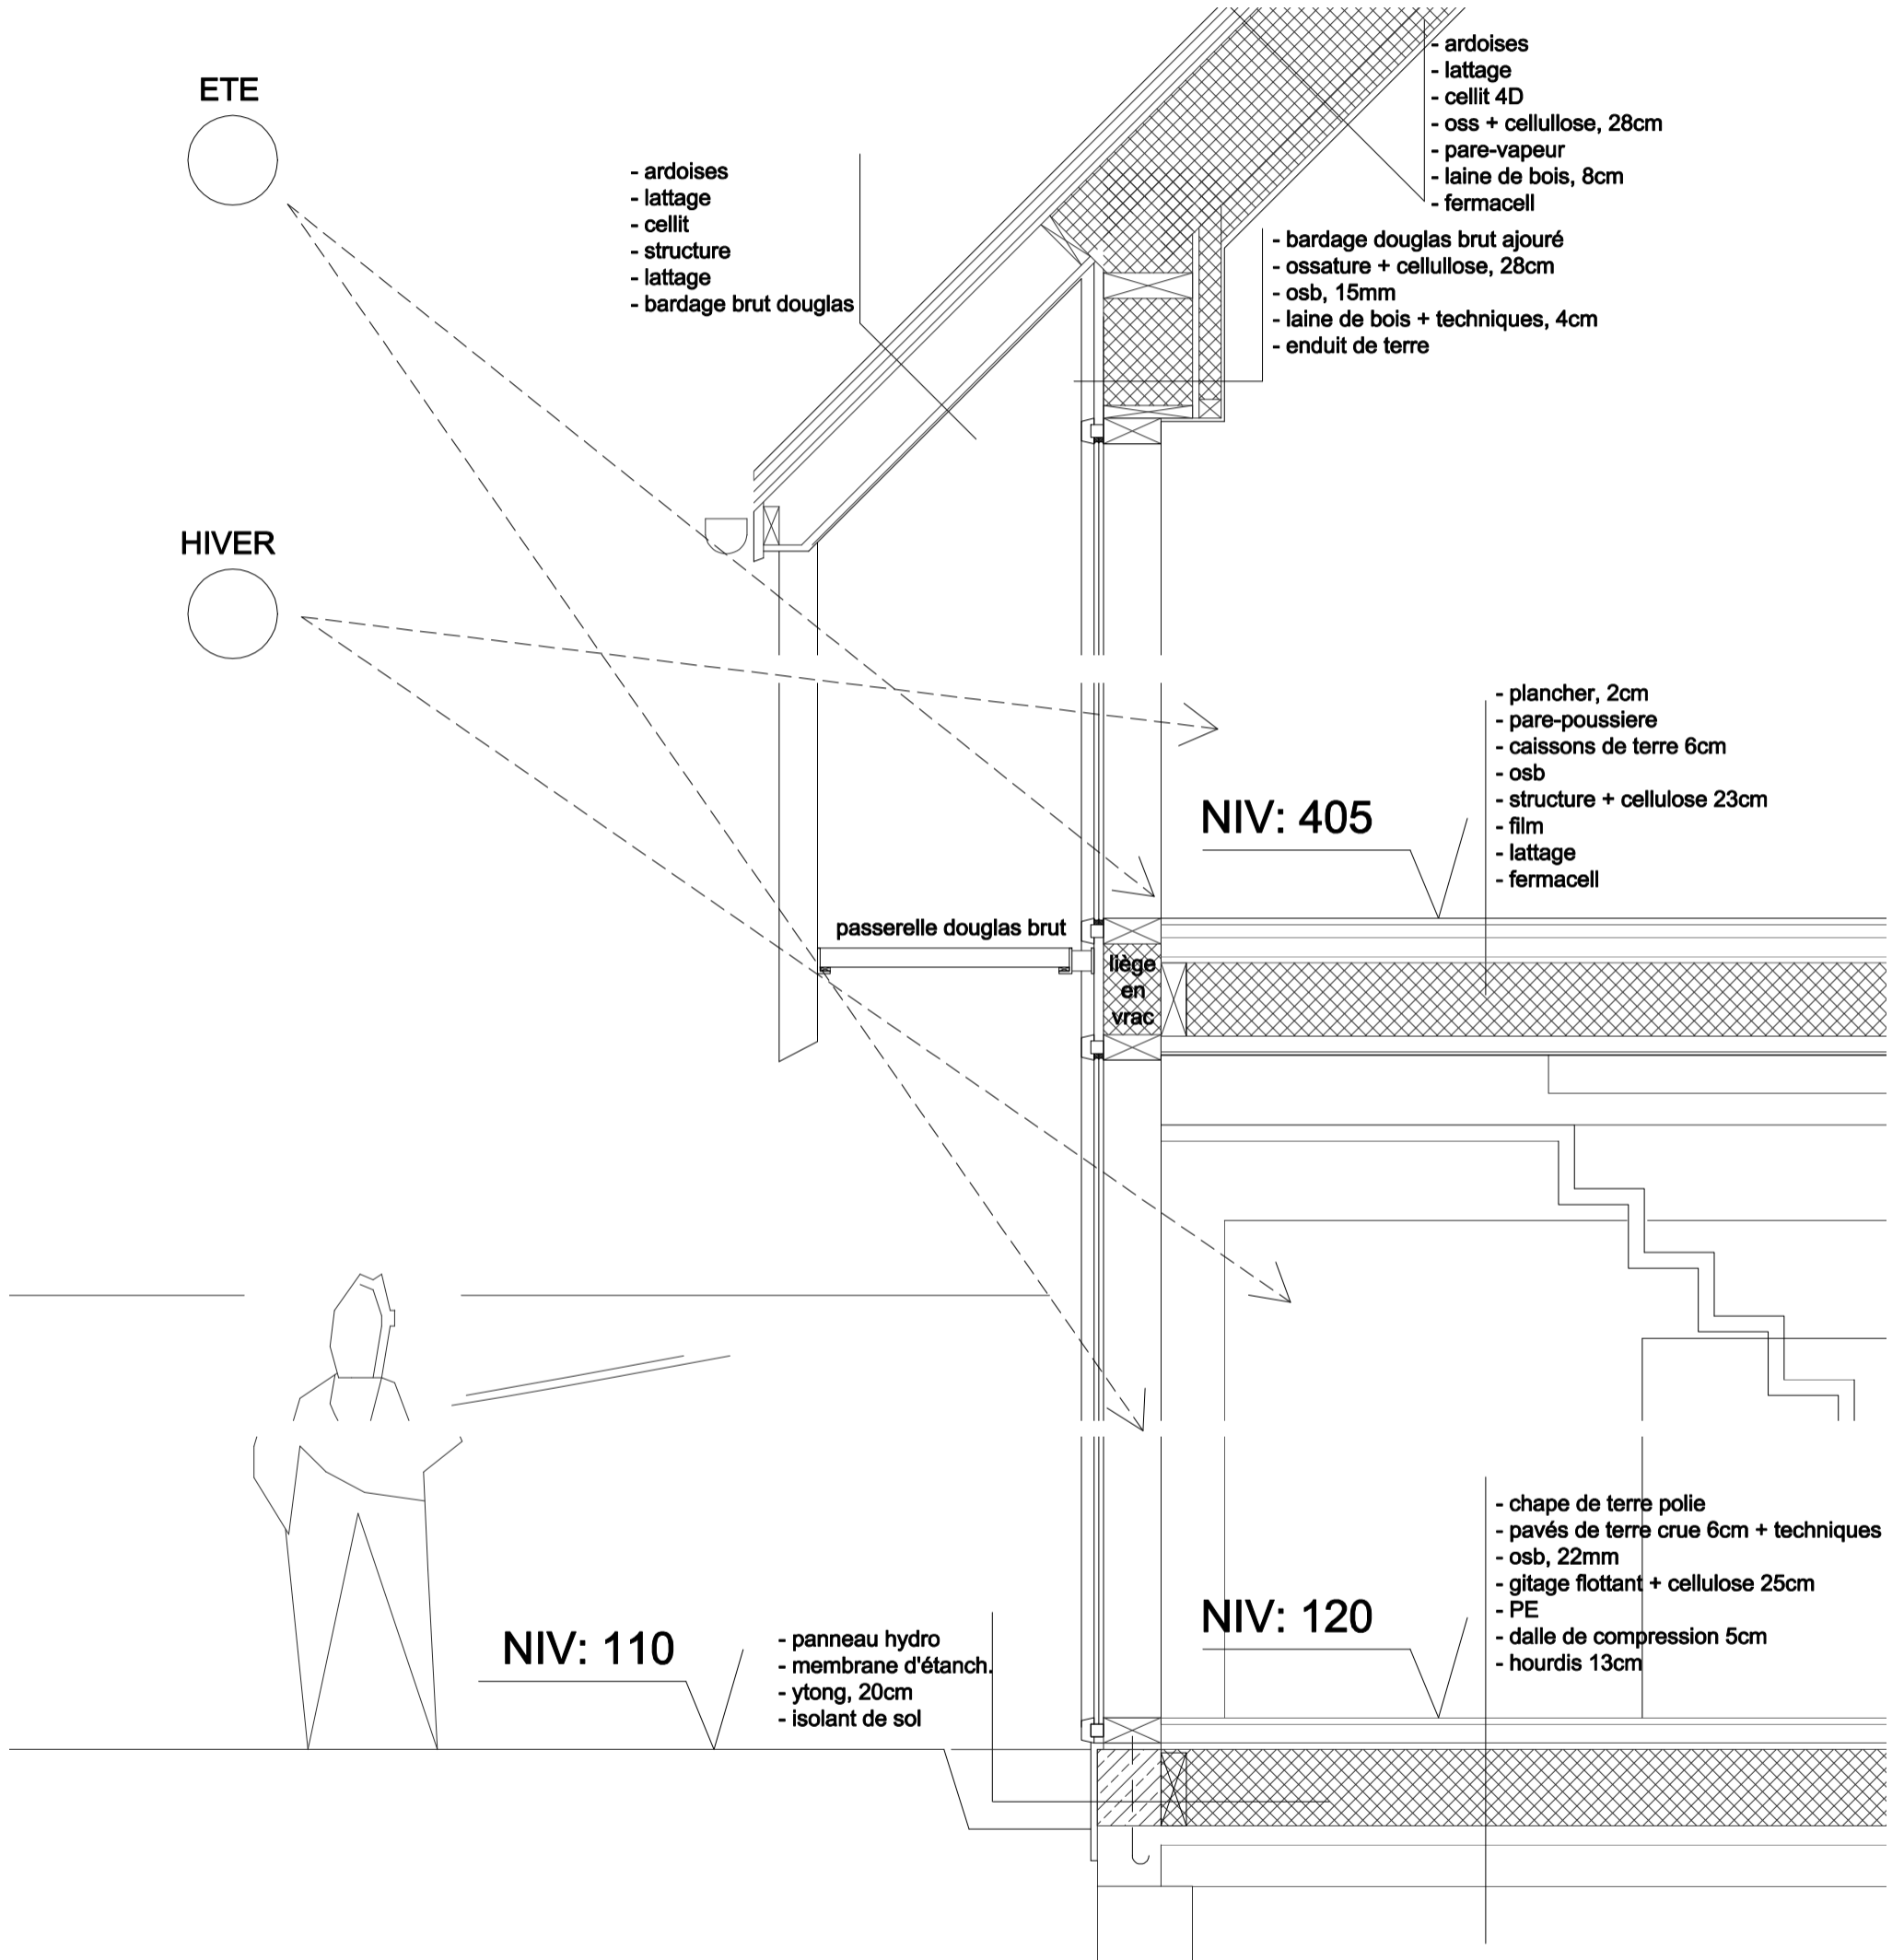 ETE
- ardoises
- lattage
- cellit 4D
- oss + cellullose, 28cm
- pare-vapeur
- laine de bois, 8cm
- fermacell
- ardoises
- lattage
- cellit
- structure
- lattage
- bardage brut douglas
- bardage douglas brut ajouré
- ossature + cellullose, 28cm
- osb, 15mm
- laine de bois + techniques, 4cm
- enduit de terre
HIVER
- plancher, 2cm
- pare-poussiere
- caissons de terre 6cm
- osb
- structure + cellulose 23cm
- film
- lattage
- fermacell
NIV: 405
passerelle douglas brut
liège
en
vrac
- chape de terre polie
- pavés de terre crue 6cm + techniques
- osb, 22mm
- gitage flottant + cellulose 25cm
- PE
- dalle de compression 5cm
- hourdis 13cm
NIV: 120
NIV: 110
- panneau hydro
- membrane d'étanch.
- ytong, 20cm
- isolant de sol